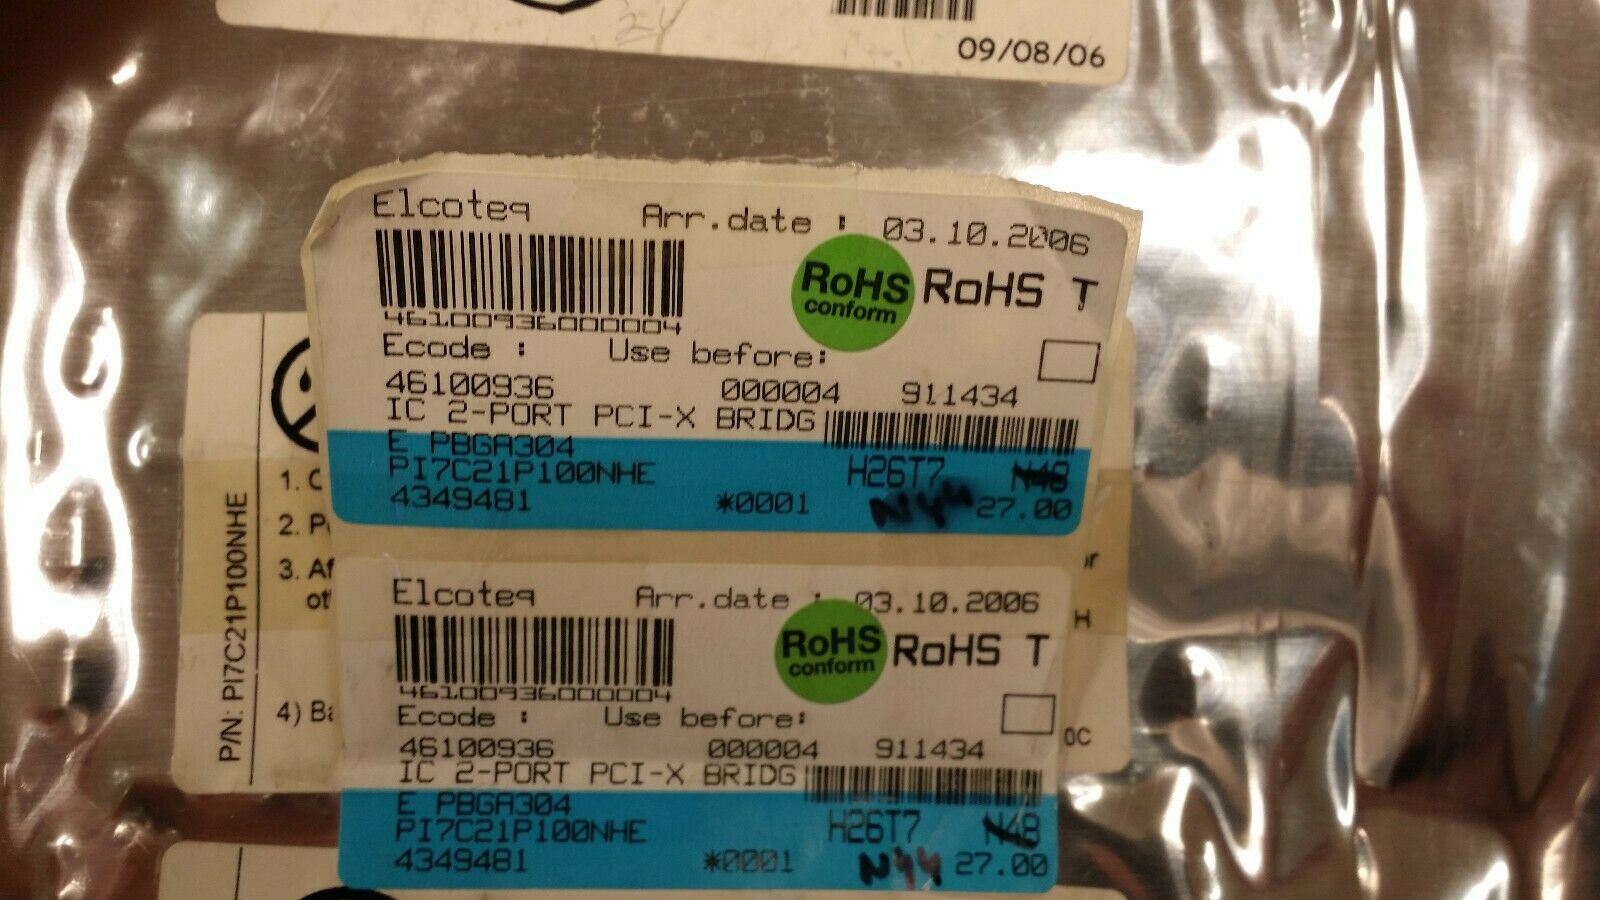 09/08/06
Elcoteq Arr.date : 03.10.2006
RoHS conform RoHS T
46100936000004
Ecode : Use before:
46100936 000004 911434
IC 2-PORT PCI-X BRIDG
E PBGA304
PI7C21P100NHE H26T7 N48
4349481 *0001 N44 27.00
P/N: PI7C21P100NHE
1. C
2. P
3. Af
ot
or
H
4) Ba
0C
Elcoteq Arr.date : 03.10.2006
RoHS conform RoHS T
46100936000004
Ecode : Use before:
46100936 000004 911434
IC 2-PORT PCI-X BRIDG
E PBGA304
PI7C21P100NHE H26T7 N48
4349481 *0001 N44 27.00